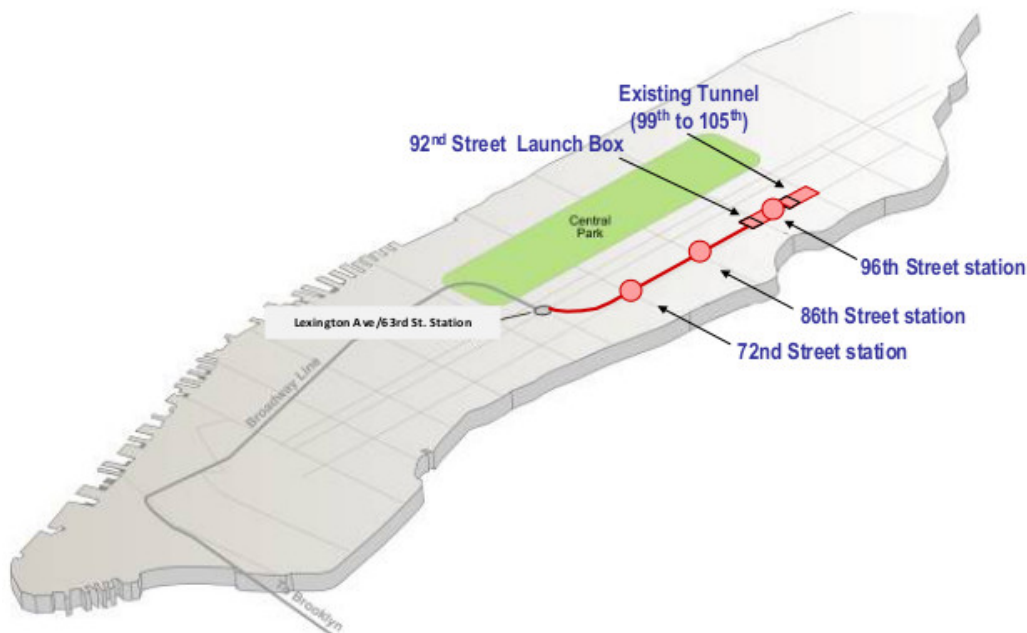 Existing Tunnel
(99th to 105th)
92nd Street Launch Box
Central
Park
96th Street station
86th Street station
Lexington Ave/63rd St. Station
72nd Street station
Broadway Line
To Brooklyn